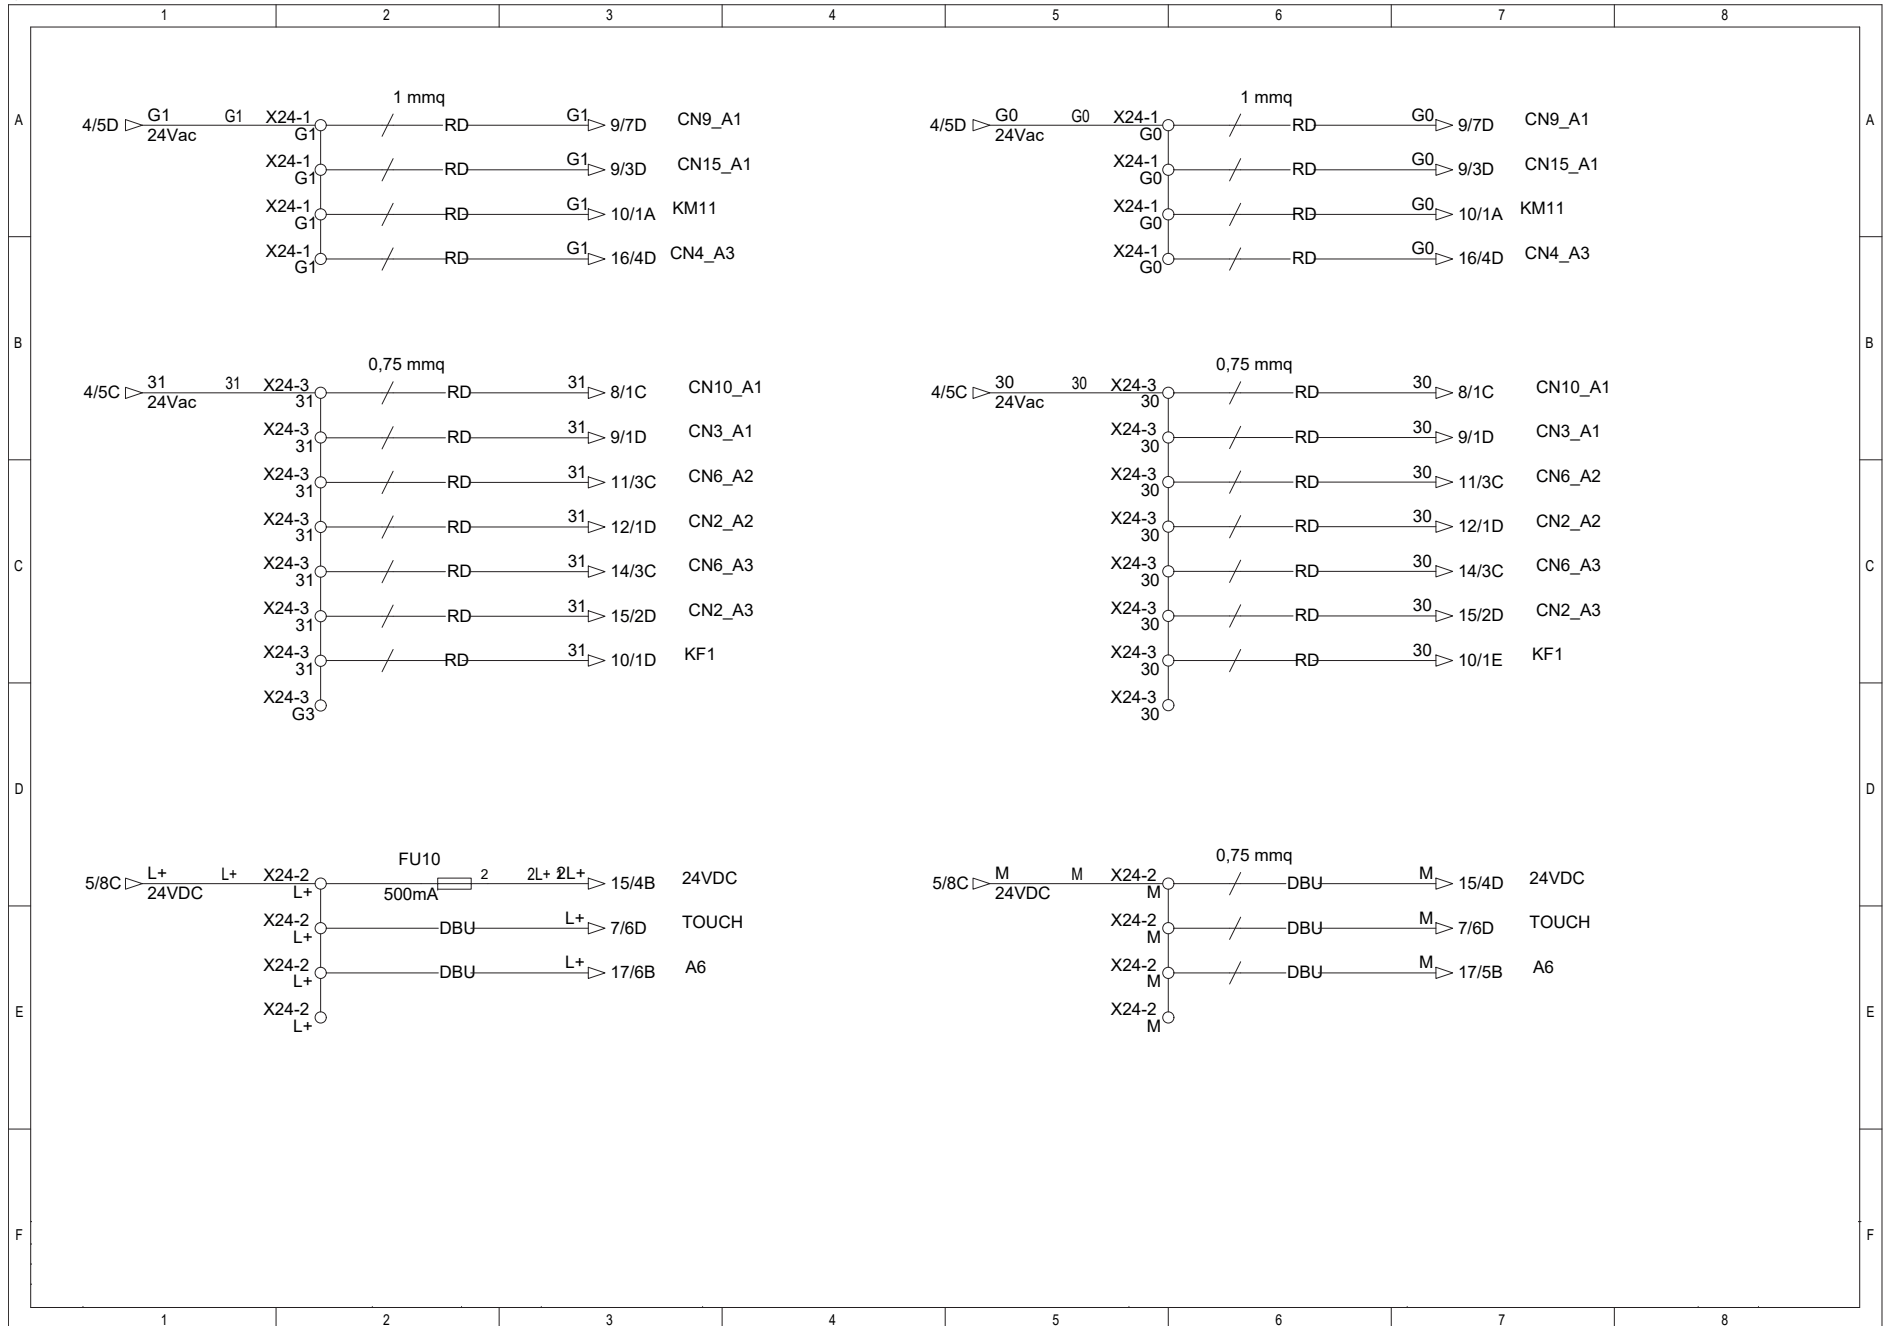 1 2 3 4 5 6 7 8
1 mmq 1 mmq
A 4/5D G1 G1 X24-1 RD G1 9/7D CN9_A1 4/5D G0 G0 X24-1 RD G0 9/7D CN9_A1 A
24Vac G1 24Vac G0
X24-1 RD G1 9/3D CN15_A1 X24-1 RD G0 9/3D CN15_A1
G1 G0
X24-1 RD G1 10/1A KM11 X24-1 RD G0 10/1A KM11
G1 G0
X24-1 RD G1 16/4D CN4_A3 X24-1 RD G0 16/4D CN4_A3
G1 G0
B B
0,75 mmq 0,75 mmq
4/5C 31 31 X24-3 RD 31 8/1C CN10_A1 4/5C 30 30 X24-3 RD 30 8/1C CN10_A1
24Vac 31 24Vac 30
X24-3 RD 31 9/1D CN3_A1 X24-3 RD 30 9/1D CN3_A1
31 30
X24-3 RD 31 11/3C CN6_A2 X24-3 RD 30 11/3C CN6_A2
31 30
X24-3 RD 31 12/1D CN2_A2 X24-3 RD 30 12/1D CN2_A2
31 30
C X24-3 RD 31 14/3C CN6_A3 X24-3 RD 30 14/3C CN6_A3 C
31 30
X24-3 RD 31 15/2D CN2_A3 X24-3 RD 30 15/2D CN2_A3
31 30
X24-3 RD 31 10/1D KF1 X24-3 RD 30 10/1E KF1
31 30
X24-3 X24-3
G3 30
D D
FU10 0,75 mmq
5/8C L+ L+ X24-2 2 2L+ 2L+ 15/4B 24VDC 5/8C M M X24-2 DBU M 15/4D 24VDC
24VDC L+ 500mA 24VDC M
X24-2 DBU L+ 7/6D TOUCH X24-2 DBU M 7/6D TOUCH
L+ M
X24-2 DBU L+ 17/6B A6 X24-2 DBU M 17/5B A6
L+ M
E X24-2 X24-2 E
L+ M
F F
1 2 3 4 5 6 7 8